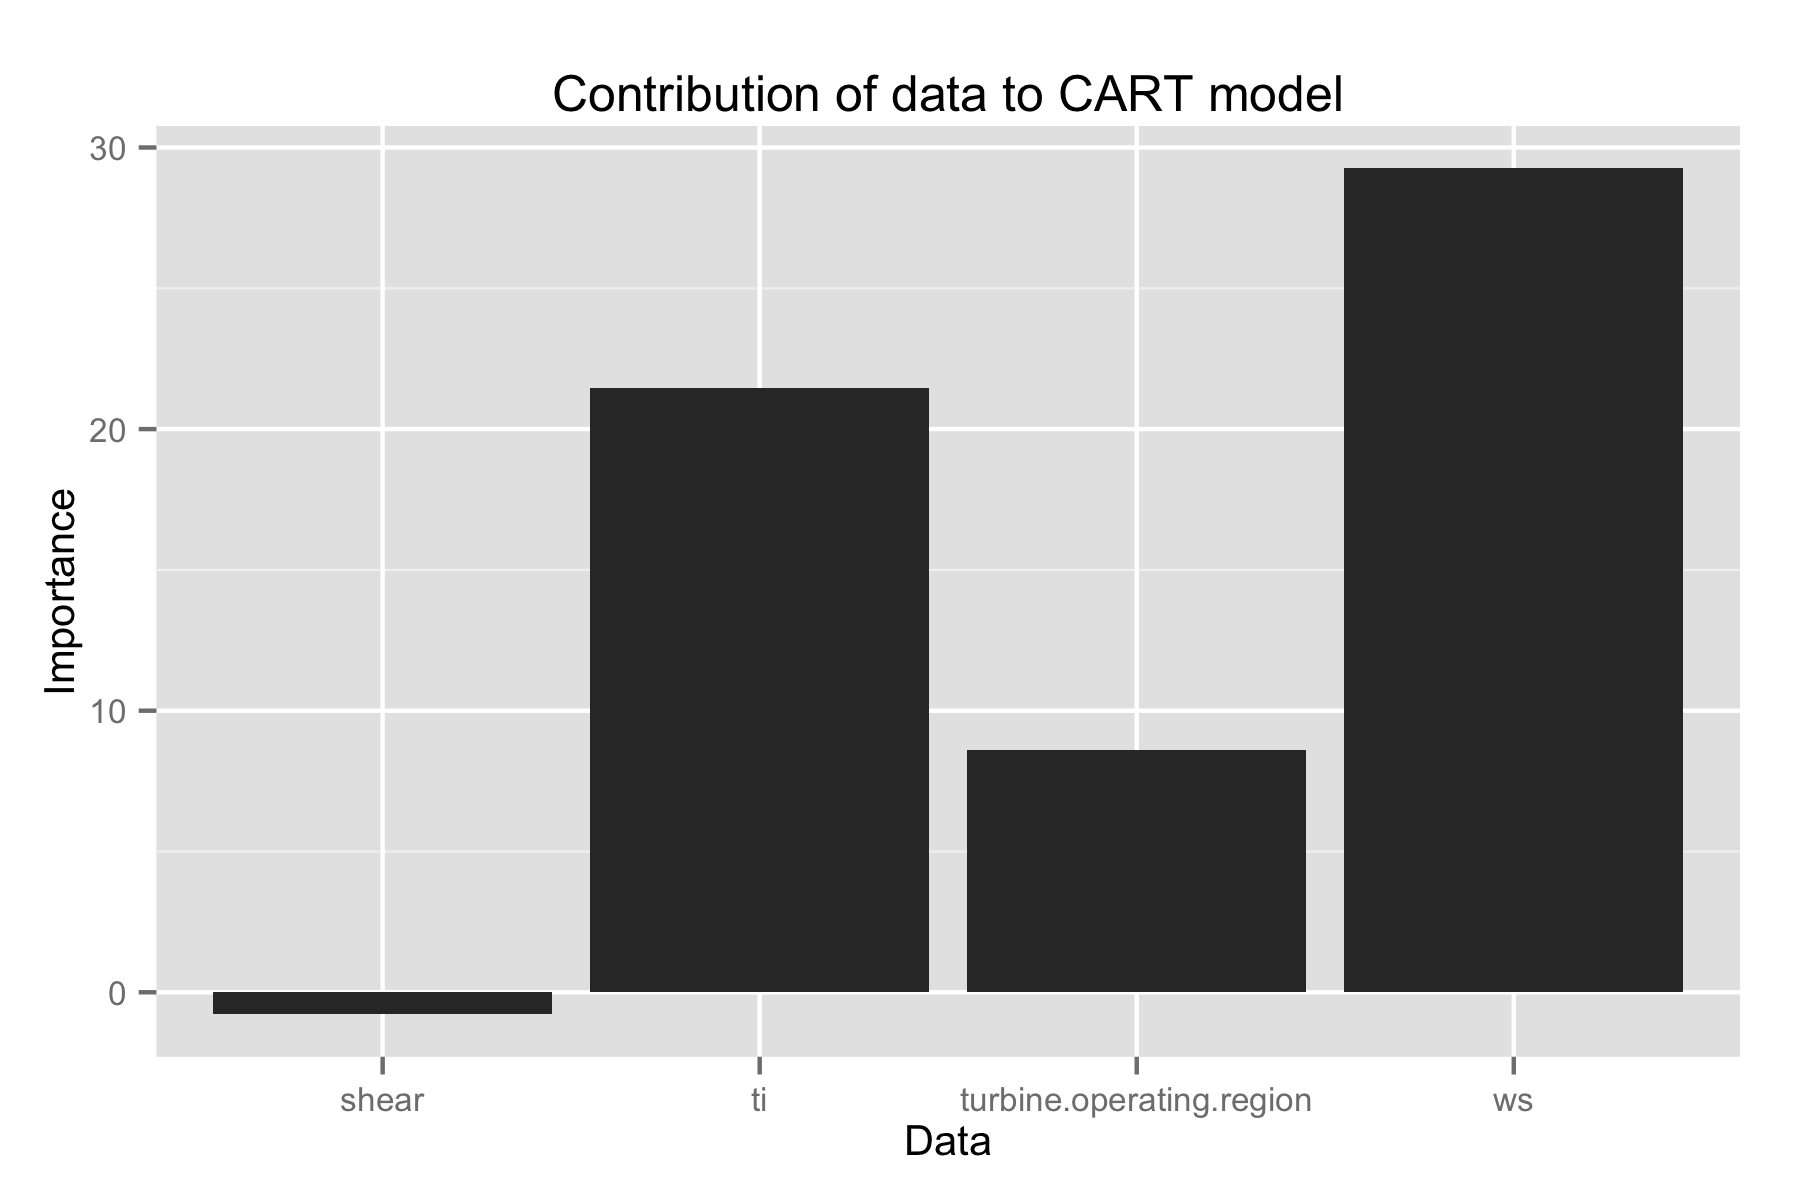 Contribution of data to CART model
30
20
10
0
Importance
shear
ti
turbine.operating.region
ws
Data